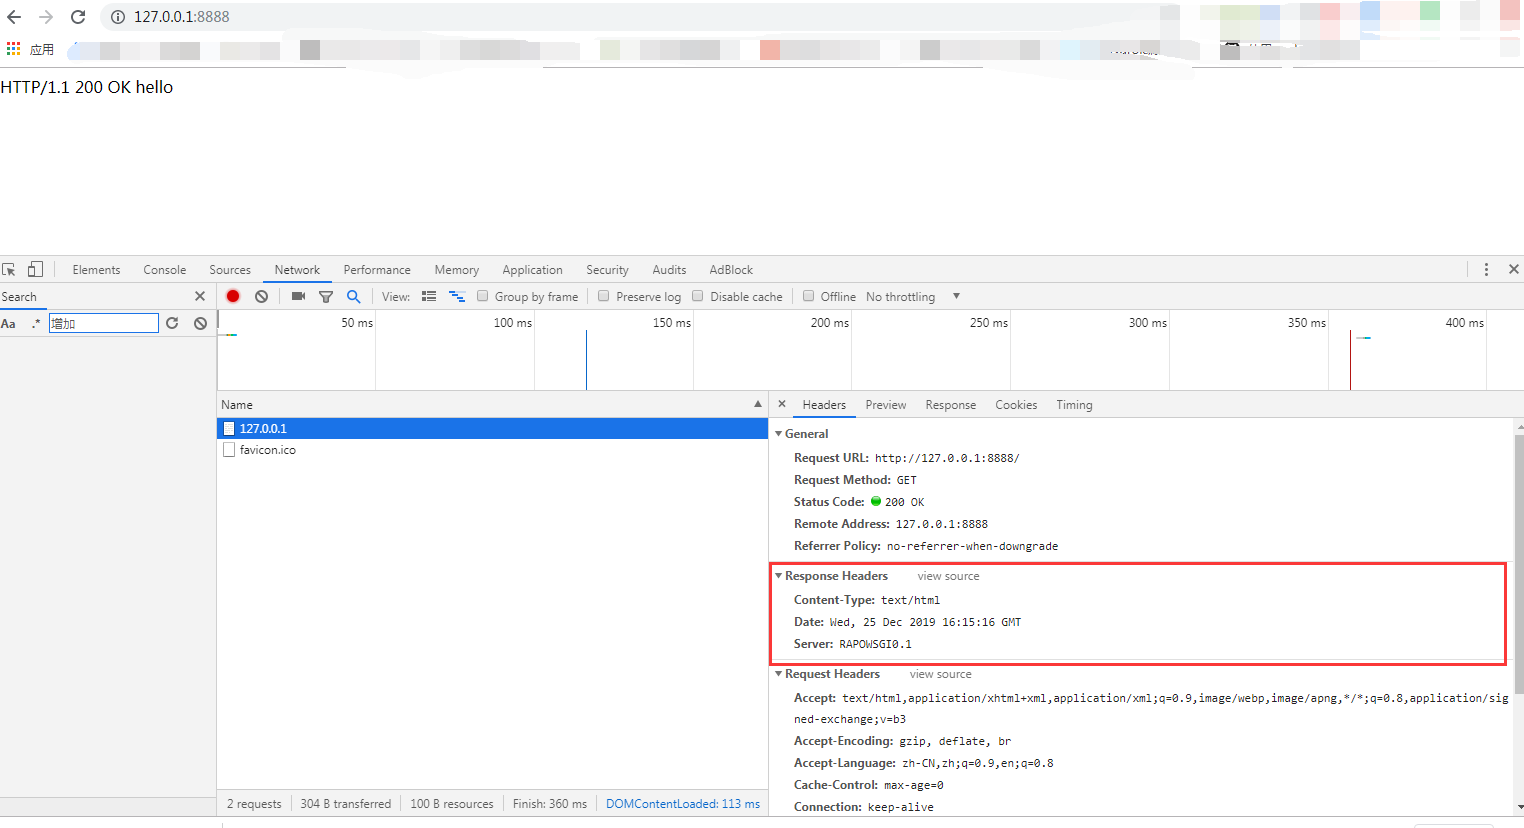 127.0.0.1:8888
应用
HTTP/1.1 200 OK hello
Elements Console Sources Network Performance Memory Application Security Audits AdBlock
Search
View: Group by frame Preserve log Disable cache Offline No throttling
Aa .* 增加
50 ms 100 ms 150 ms 200 ms 250 ms 300 ms 350 ms 400 ms
Name
127.0.0.1
favicon.ico
Headers Preview Response Cookies Timing
General
Request URL: http://127.0.0.1:8888/
Request Method: GET
Status Code: 200 OK
Remote Address: 127.0.0.1:8888
Referrer Policy: no-referrer-when-downgrade
Response Headers view source
Content-Type: text/html
Date: Wed, 25 Dec 2019 16:15:16 GMT
Server: RAPOWSGI0.1
Request Headers view source
Accept: text/html,application/xhtml+xml,application/xml;q=0.9,image/webp,image/apng,*/*;q=0.8,application/sig
ned-exchange;v=b3
Accept-Encoding: gzip, deflate, br
Accept-Language: zh-CN,zh;q=0.9,en;q=0.8
Cache-Control: max-age=0
Connection: keep-alive
2 requests 304 B transferred 100 B resources Finish: 360 ms DOMContentLoaded: 113 ms